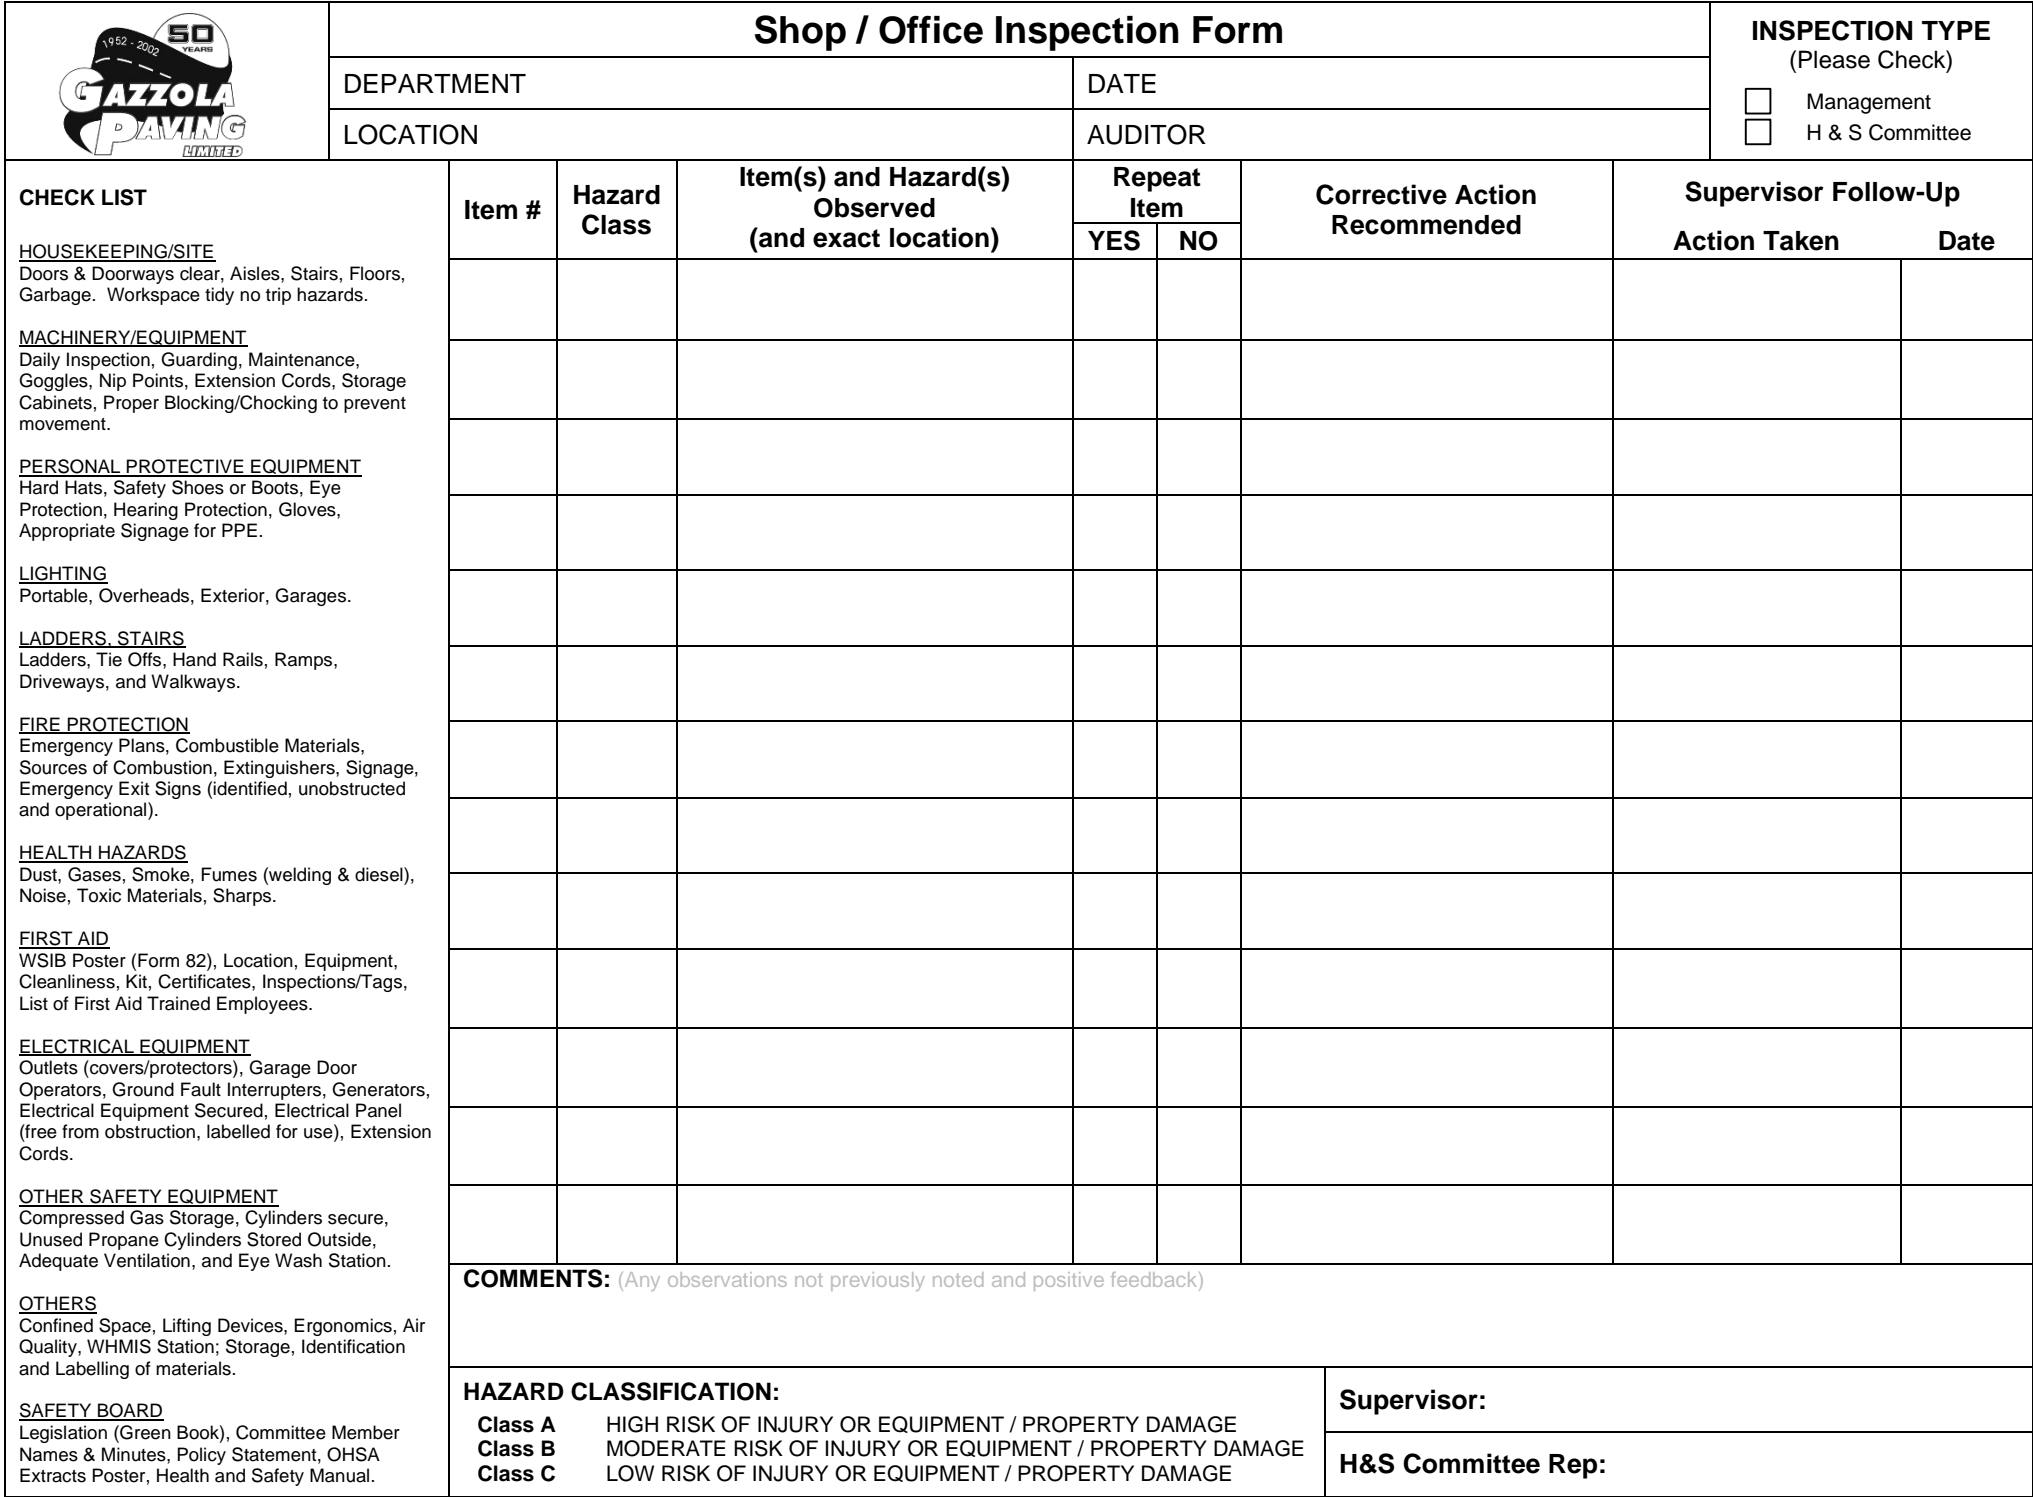 1952 - 2002
50
YEARS
GAZZOLA
PAVING
LIMITED
Shop / Office Inspection Form
DEPARTMENT
DATE
LOCATION
AUDITOR
INSPECTION TYPE
(Please Check)
Management
H & S Committee
CHECK LIST
HOUSEKEEPING/SITE
Doors & Doorways clear, Aisles, Stairs, Floors,
Garbage.  Workspace tidy no trip hazards.
MACHINERY/EQUIPMENT
Daily Inspection, Guarding, Maintenance,
Goggles, Nip Points, Extension Cords, Storage
Cabinets, Proper Blocking/Chocking to prevent
movement.
PERSONAL PROTECTIVE EQUIPMENT
Hard Hats, Safety Shoes or Boots, Eye
Protection, Hearing Protection, Gloves,
Appropriate Signage for PPE.
LIGHTING
Portable, Overheads, Exterior, Garages.
LADDERS, STAIRS
Ladders, Tie Offs, Hand Rails, Ramps,
Driveways, and Walkways.
FIRE PROTECTION
Emergency Plans, Combustible Materials,
Sources of Combustion, Extinguishers, Signage,
Emergency Exit Signs (identified, unobstructed
and operational).
HEALTH HAZARDS
Dust, Gases, Smoke, Fumes (welding & diesel),
Noise, Toxic Materials, Sharps.
FIRST AID
WSIB Poster (Form 82), Location, Equipment,
Cleanliness, Kit, Certificates, Inspections/Tags,
List of First Aid Trained Employees.
ELECTRICAL EQUIPMENT
Outlets (covers/protectors), Garage Door
Operators, Ground Fault Interrupters, Generators,
Electrical Equipment Secured, Electrical Panel
(free from obstruction, labelled for use), Extension
Cords.
OTHER SAFETY EQUIPMENT
Compressed Gas Storage, Cylinders secure,
Unused Propane Cylinders Stored Outside,
Adequate Ventilation, and Eye Wash Station.
OTHERS
Confined Space, Lifting Devices, Ergonomics, Air
Quality, WHMIS Station; Storage, Identification
and Labelling of materials.
SAFETY BOARD
Legislation (Green Book), Committee Member
Names & Minutes, Policy Statement, OHSA
Extracts Poster, Health and Safety Manual.
Item #
Hazard
Class
Item(s) and Hazard(s)
Observed
(and exact location)
Repeat
Item
YES
NO
Corrective Action
Recommended
Supervisor Follow-Up
Action Taken
Date
COMMENTS: (Any observations not previously noted and positive feedback)
HAZARD CLASSIFICATION:
Class A HIGH RISK OF INJURY OR EQUIPMENT / PROPERTY DAMAGE
Class B MODERATE RISK OF INJURY OR EQUIPMENT / PROPERTY DAMAGE
Class C LOW RISK OF INJURY OR EQUIPMENT / PROPERTY DAMAGE
Supervisor:
H&S Committee Rep: